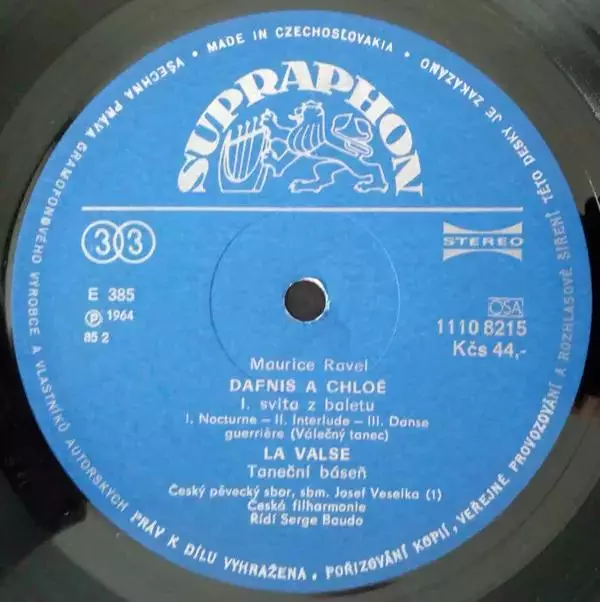 VŠECHNA PRÁVA GRAMOFONOVÉHO VÝROBCE A VLASTNÍKŮ AUTORSKÝCH PRÁV K DÍLU VYHRAŽENA. POŘIZOVÁNÍ KOPIÍ, VEŘEJNÉ PROVOZOVÁNÍ A ROZHLASOVÉ ŠÍŘENÍ TÉTO DESKY JE ZAKÁZÁNO • MADE IN CZECHOSLOVAKIA •
SUPRAPHON
33
STEREO
E 385
Ⓟ 1964
85 2
OSA
1110 8215
Kčs 44,-
Maurice Ravel
DAFNIS A CHLOÉ
I. svita z baletu
I. Nocturne – II. Interlude – III. Danse
guerrière (Válečný tanec)
LA VALSE
Taneční báseň
Český pěvecký sbor, sbm. Josef Veselka (1)
Česká filharmonie
Řídí Serge Baudo